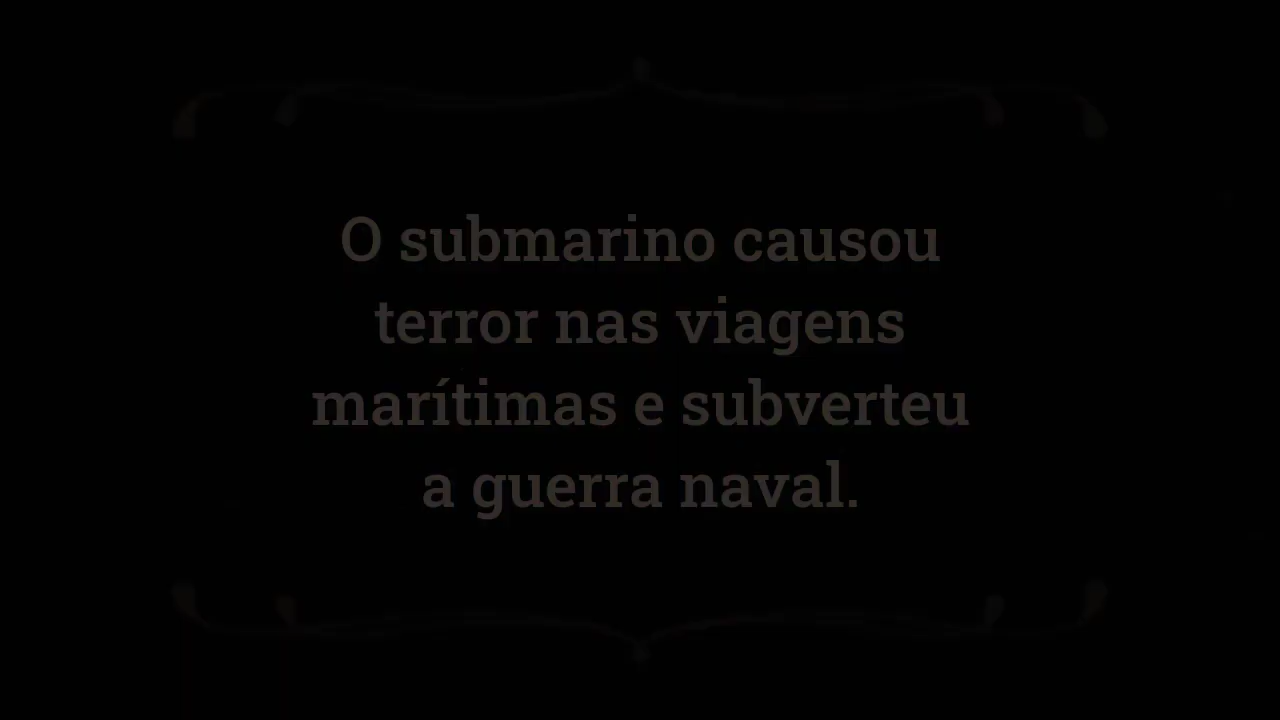 O submarino causou
terror nas viagens
marítimas e subverteu
a guerra naval.